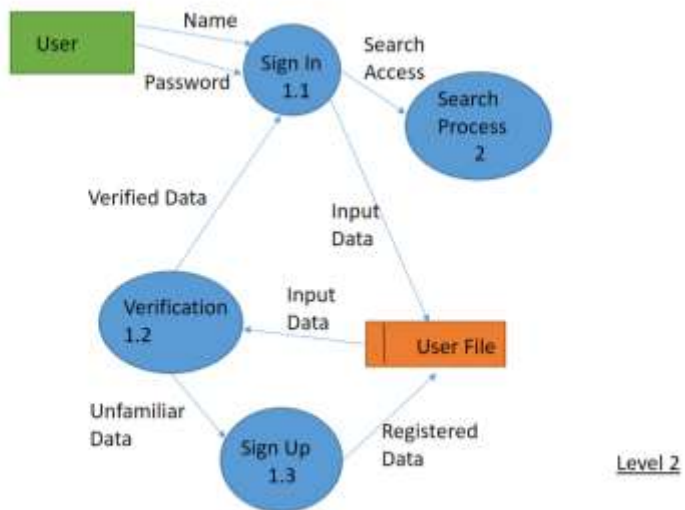 Name
User
Password
Sign In
1.1
Search
Access
Search
Process
2
Verified Data
Input
Data
Verification
1.2
Input
Data
User File
Unfamiliar
Data
Sign Up
1.3
Registered
Data
Level 2